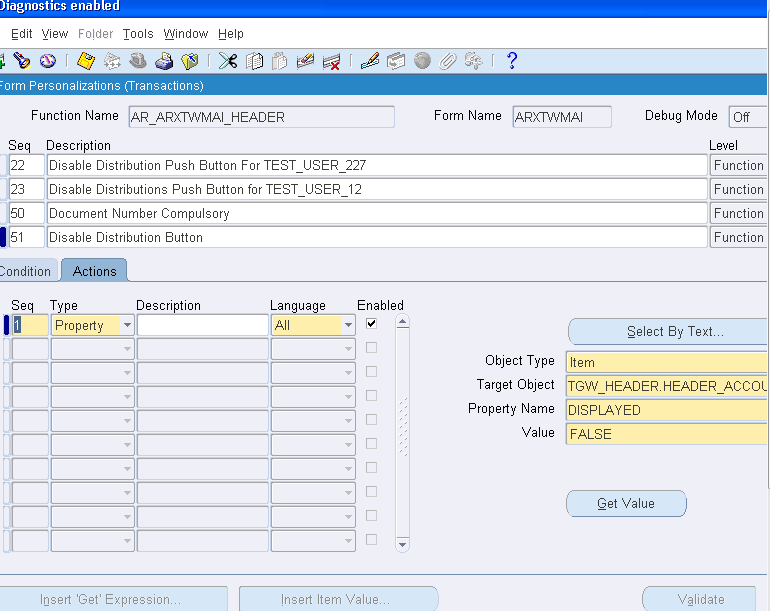 Diagnostics enabled
Edit View Folder Tools Window Help
Form Personalizations (Transactions)
Function Name AR_ARXTWMAI_HEADER Form Name ARXTWMAI Debug Mode Off
Seq Description Level
22 Disable Distribution Push Button For TEST_USER_227 Function
23 Disable Distributions Push Button for TEST_USER_12 Function
50 Document Number Compulsory Function
51 Disable Distribution Button Function
Condition Actions
Seq Type Description Language Enabled
1 Property All
Select By Text...
Object Type Item
Target Object TGW_HEADER.HEADER_ACCOU
Property Name DISPLAYED
Value FALSE
Get Value
Insert 'Get' Expression... Insert Item Value... Validate